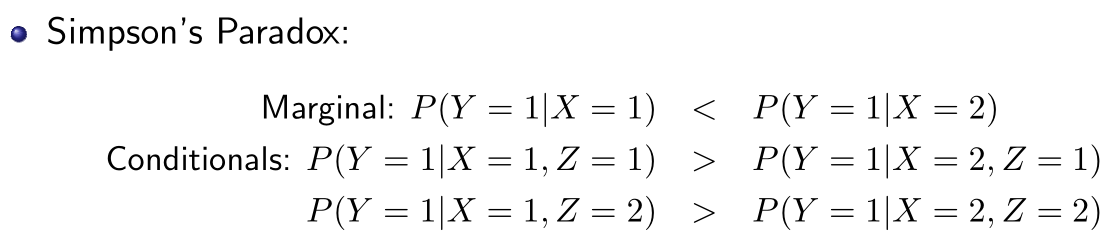 Simpson's Paradox:
Marginal: P(Y = 1|X = 1) < P(Y = 1|X = 2)
Conditionals: P(Y = 1|X = 1, Z = 1) > P(Y = 1|X = 2, Z = 1)
P(Y = 1|X = 1, Z = 2) > P(Y = 1|X = 2, Z = 2)